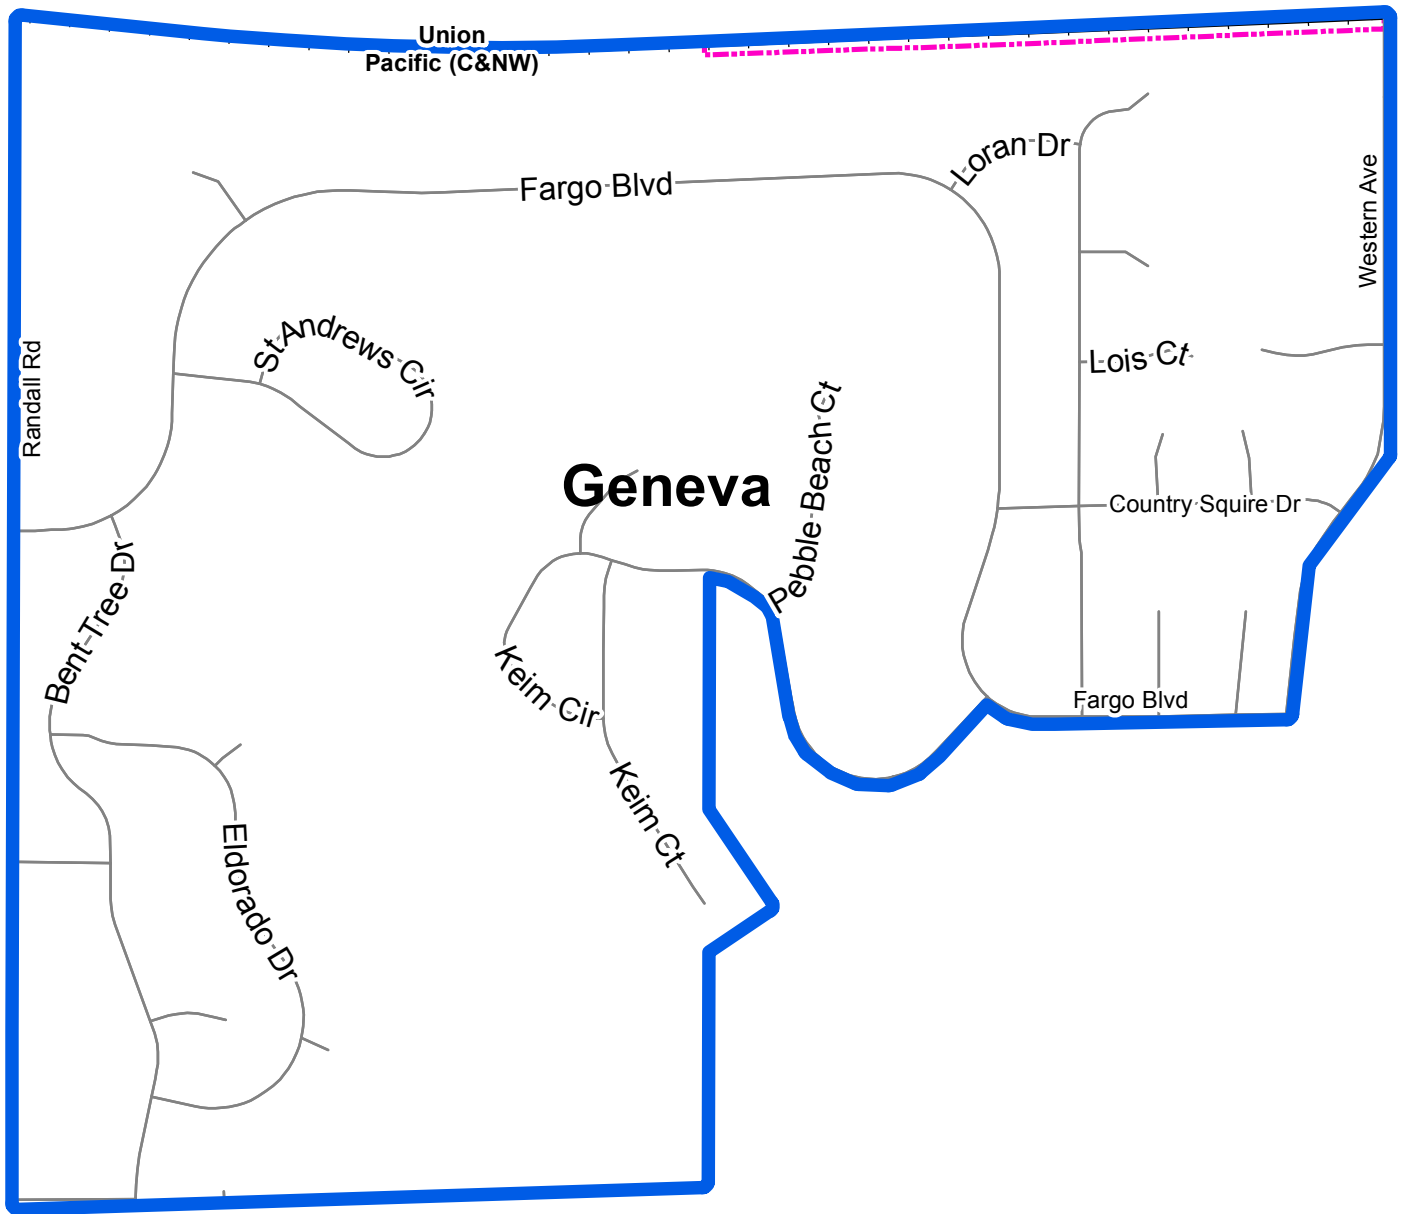 Union
Pacific (C&NW)
Loran Dr
Fargo Blvd
Western Ave
Randall Rd
St Andrews Cir
Lois Ct
Pebble Beach Ct
Geneva
Country Squire Dr
Bent Tree Dr
Keim Cir
Fargo Blvd
Keim Ct
Eldorado Dr